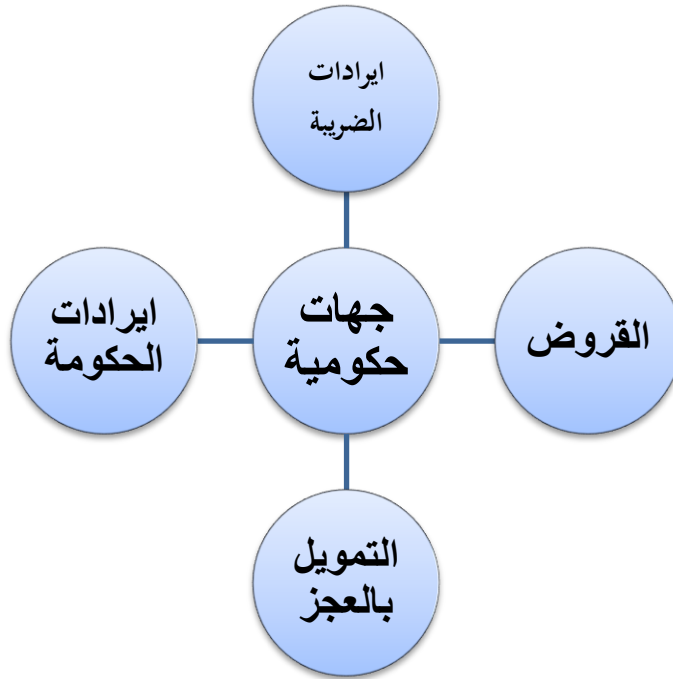 ايرادات
الضريبة
القروض
جهات
حكومية
ايرادات
الحكومة
التمويل
بالعجز